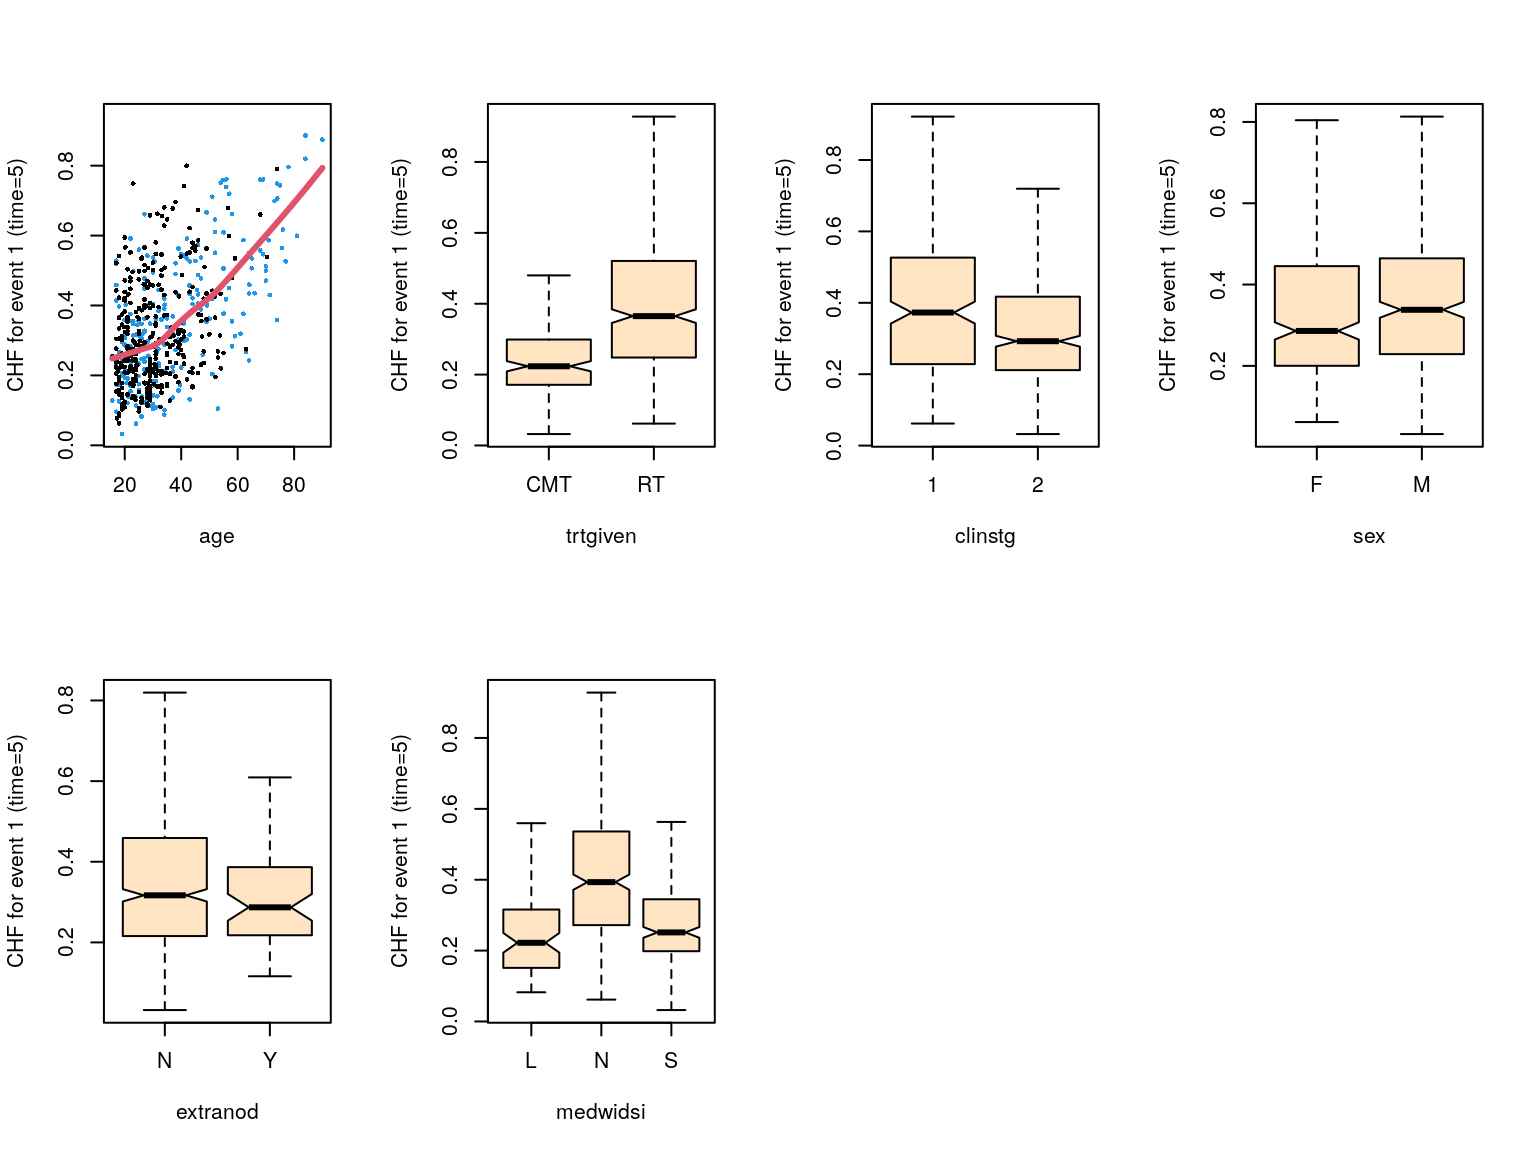 CHF for event 1 (time=5)
0.0 0.2 0.4 0.6 0.8
20 40 60 80
age
CHF for event 1 (time=5)
0.0 0.2 0.4 0.6 0.8
CMT RT
trtgiven
CHF for event 1 (time=5)
0.0 0.2 0.4 0.6 0.8
1 2
clinstg
CHF for event 1 (time=5)
0.2 0.4 0.6 0.8
F M
sex
CHF for event 1 (time=5)
0.2 0.4 0.6 0.8
N Y
extranod
CHF for event 1 (time=5)
0.0 0.2 0.4 0.6 0.8
L N S
medwidsi